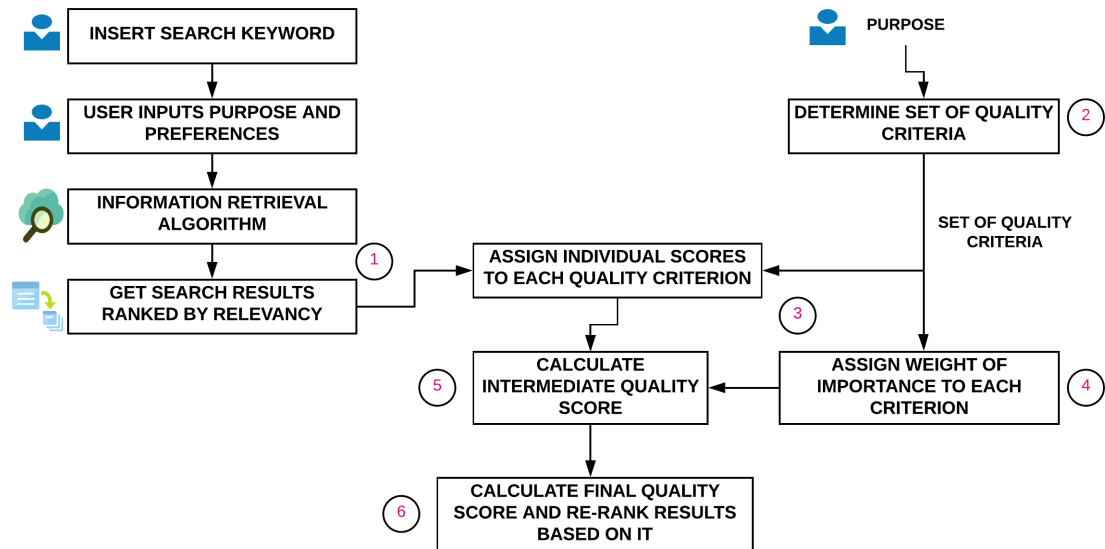 INSERT SEARCH KEYWORD
USER INPUTS PURPOSE AND
PREFERENCES
INFORMATION RETRIEVAL
ALGORITHM
1
GET SEARCH RESULTS
RANKED BY RELEVANCY
PURPOSE
DETERMINE SET OF QUALITY
CRITERIA
2
SET OF QUALITY
CRITERIA
ASSIGN INDIVIDUAL SCORES
TO EACH QUALITY CRITERION
3
ASSIGN WEIGHT OF
IMPORTANCE TO EACH
CRITERION
4
5
CALCULATE
INTERMEDIATE QUALITY
SCORE
6
CALCULATE FINAL QUALITY
SCORE AND RE-RANK RESULTS
BASED ON IT